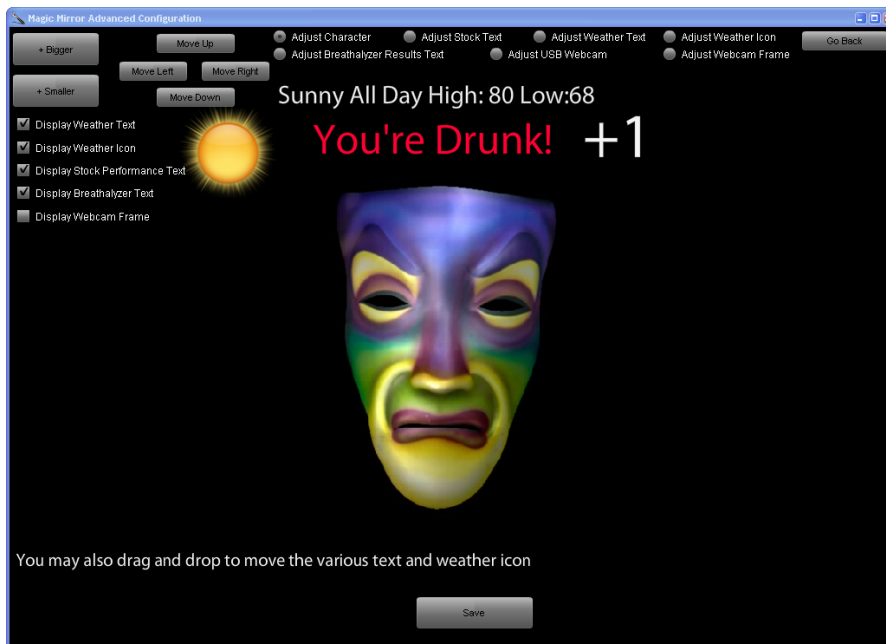 Magic Mirror Advanced Configuration
+ Bigger
Move Up
Move Left
Move Right
+ Smaller
Move Down
Adjust Character
Adjust Stock Text
Adjust Weather Text
Adjust Weather Icon
Go Back
Adjust Breathalyzer Results Text
Adjust USB Webcam
Adjust Webcam Frame
Sunny All Day High: 80 Low:68
You're Drunk!
+1
Display Weather Text
Display Weather Icon
Display Stock Performance Text
Display Breathalyzer Text
Display Webcam Frame
You may also drag and drop to move the various text and weather icon
Save